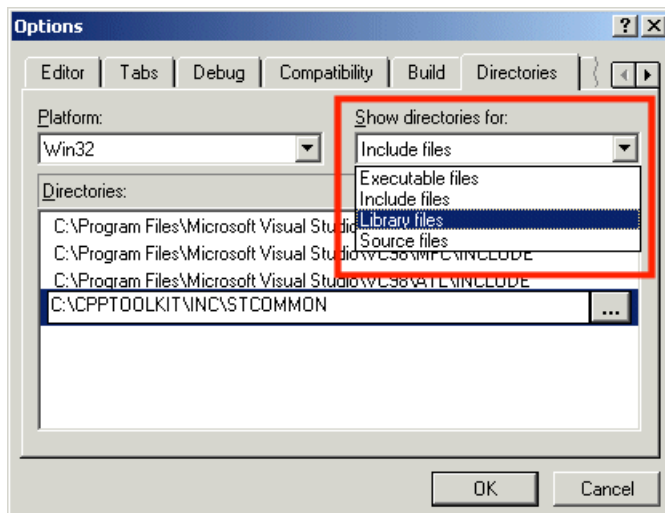 Options
Editor Tabs Debug Compatibility Build Directories
Platform: Show directories for:
Win32 Include files
Executable files
Include files
Library files
Source files
Directories:
C:\Program Files\Microsoft Visual Studio
C:\Program Files\Microsoft Visual Studio\VC98\MFC\INCLUDE
C:\Program Files\Microsoft Visual Studio\VC98\ATL\INCLUDE
C:\CPPTOOLKIT\INC\STCOMMON ...
OK Cancel